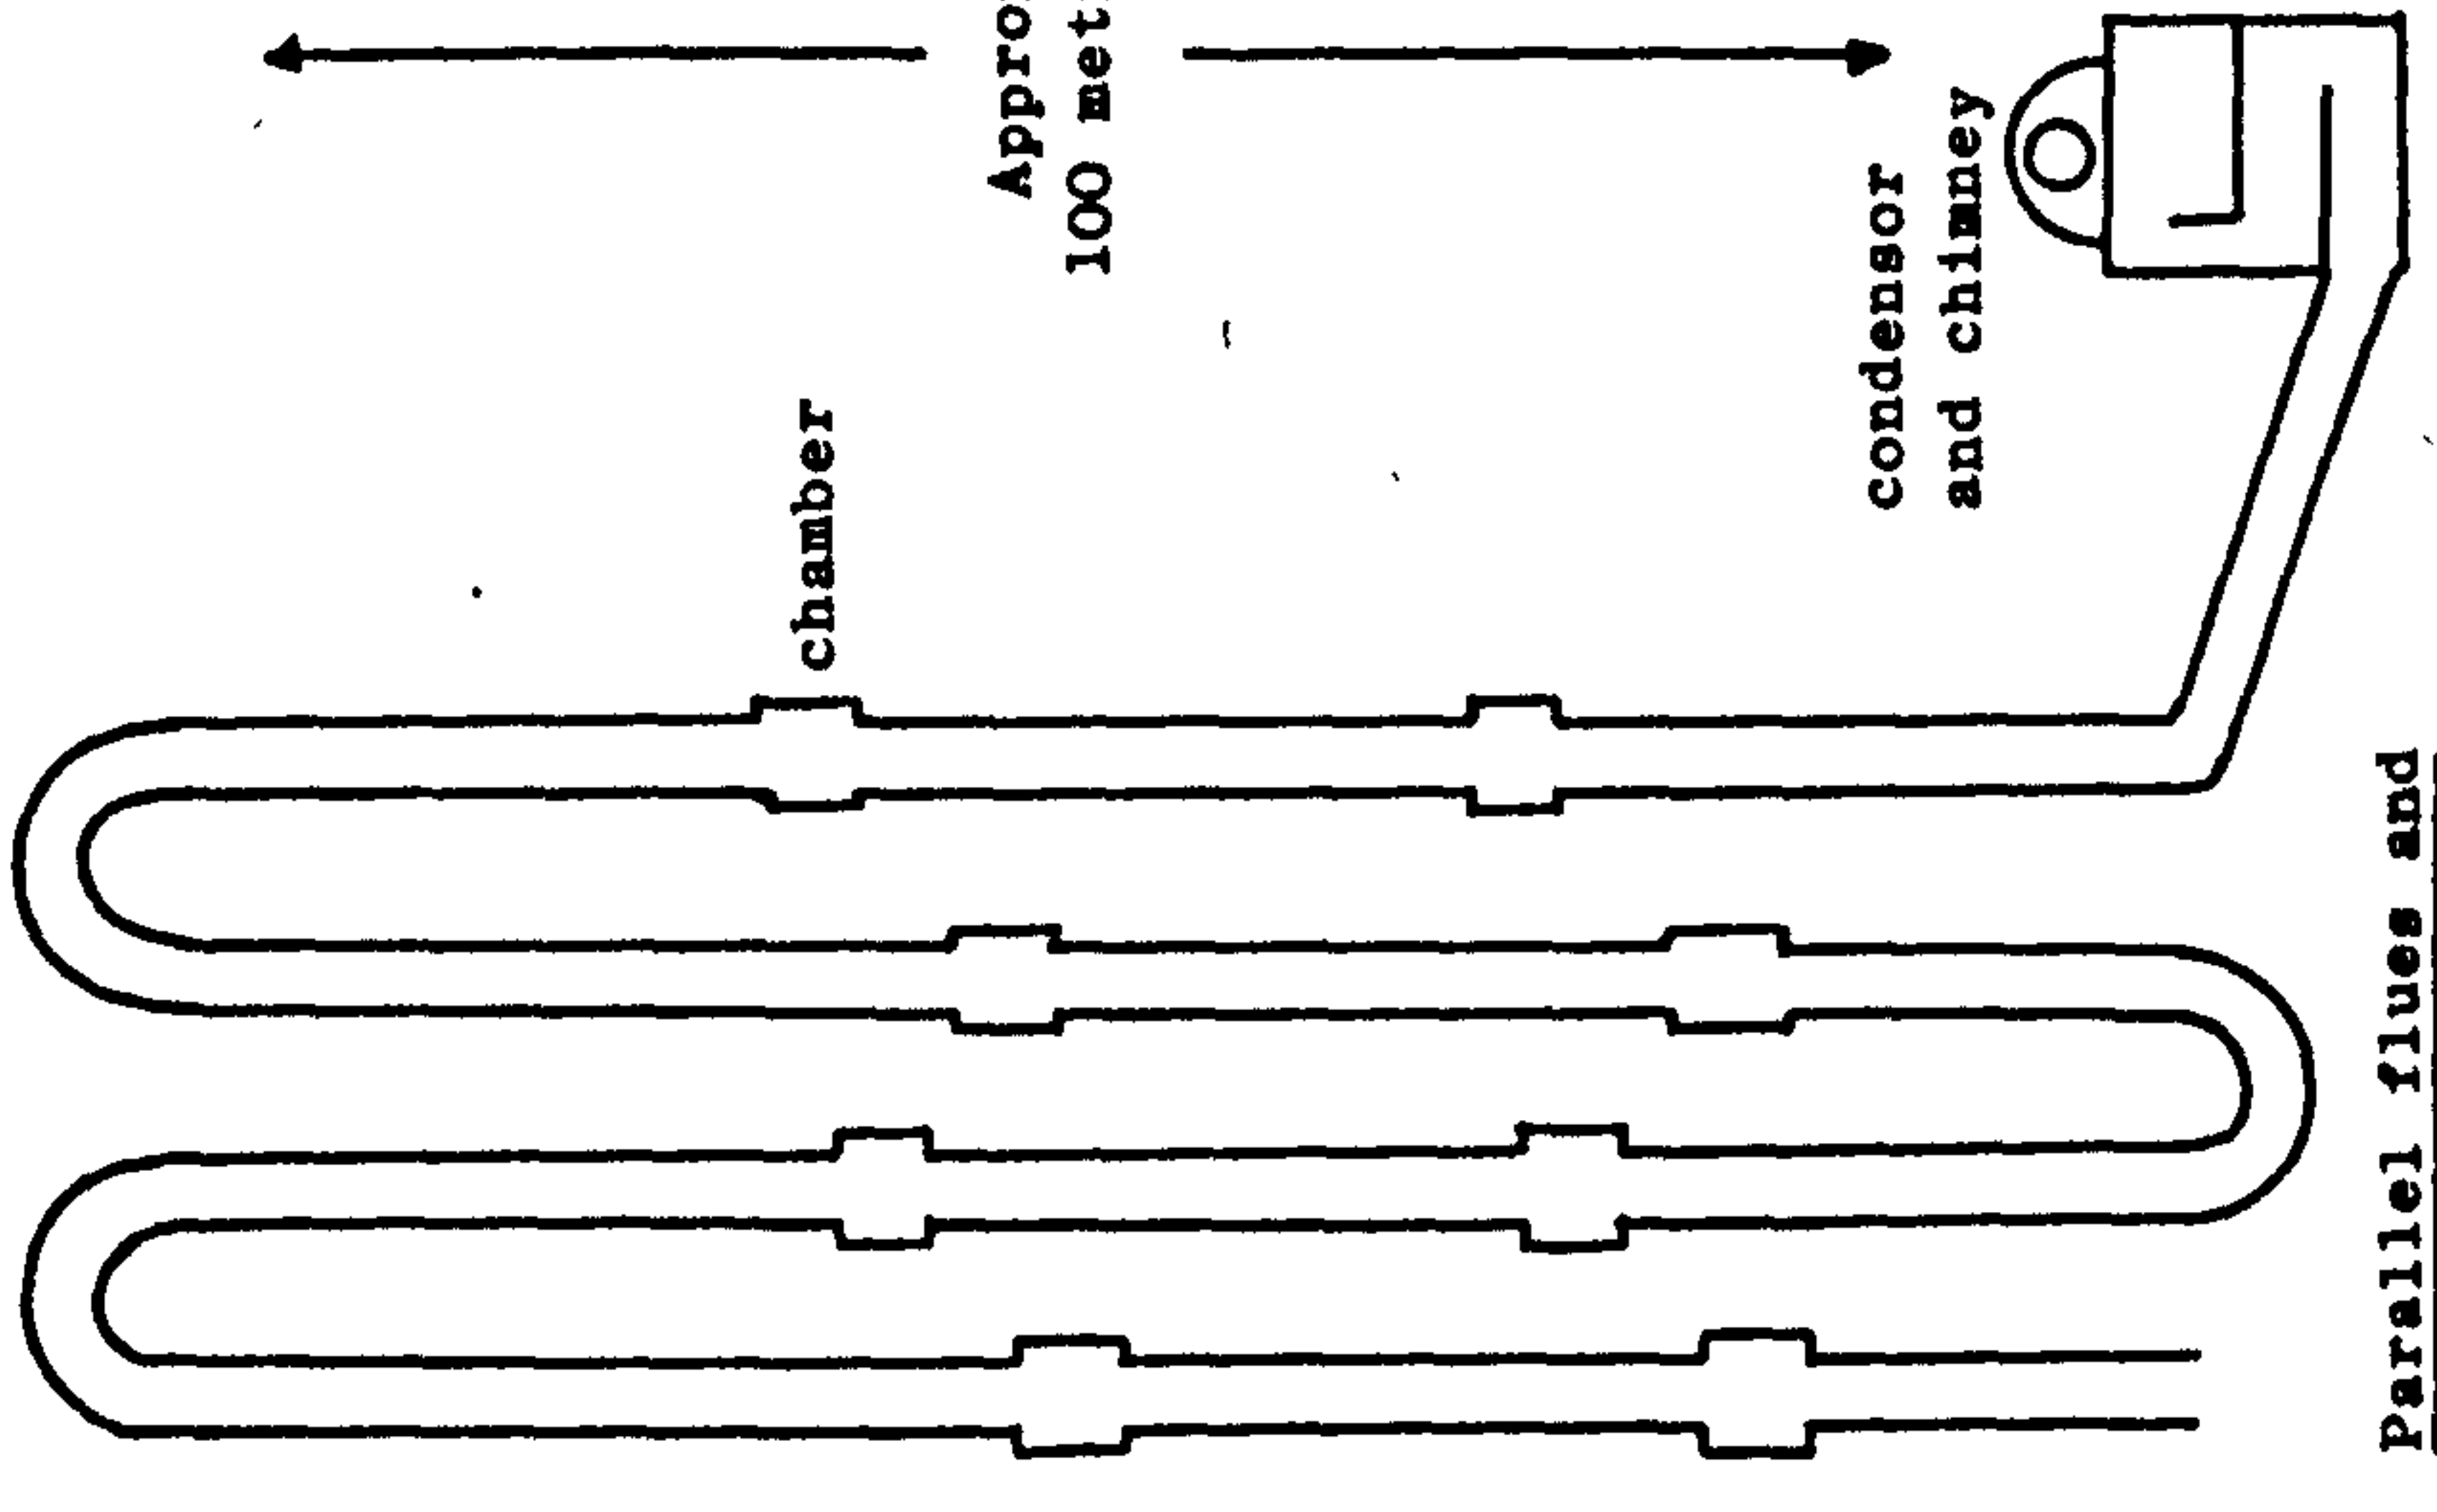 chamber
Appro
100 met
condensor
and chimney
Parallel flues and